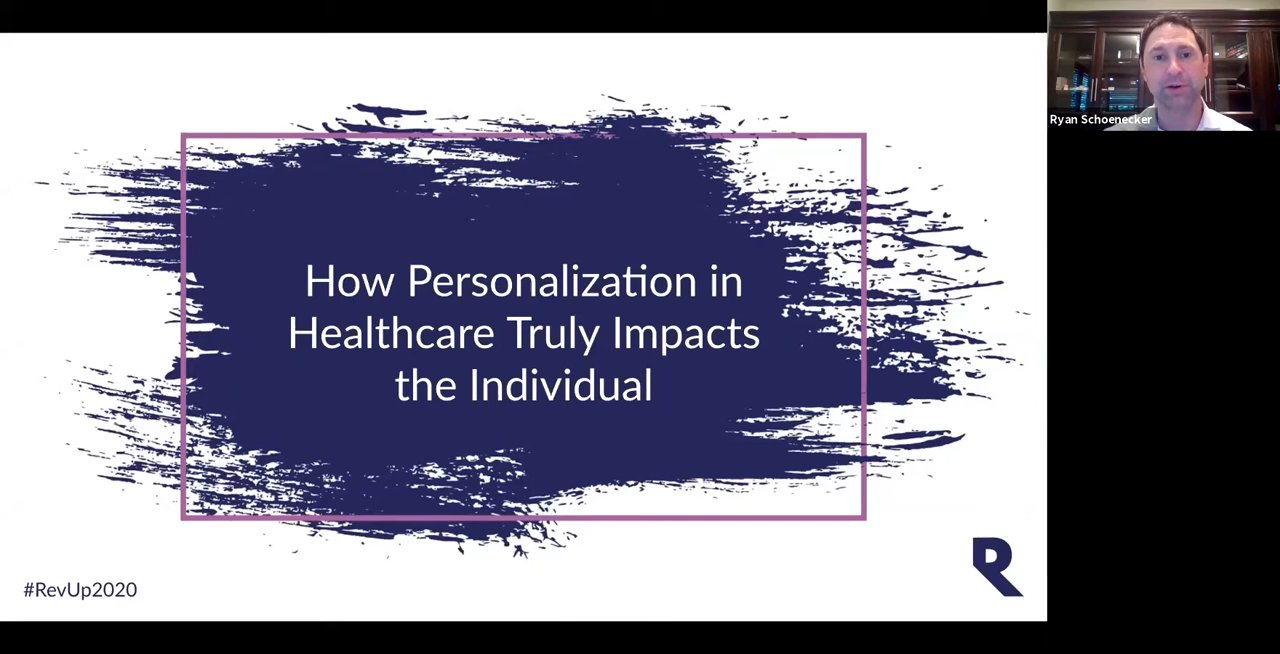 Ryan Schoenecker
How Personalization in
Healthcare Truly Impacts
the Individual
#RevUp2020
R